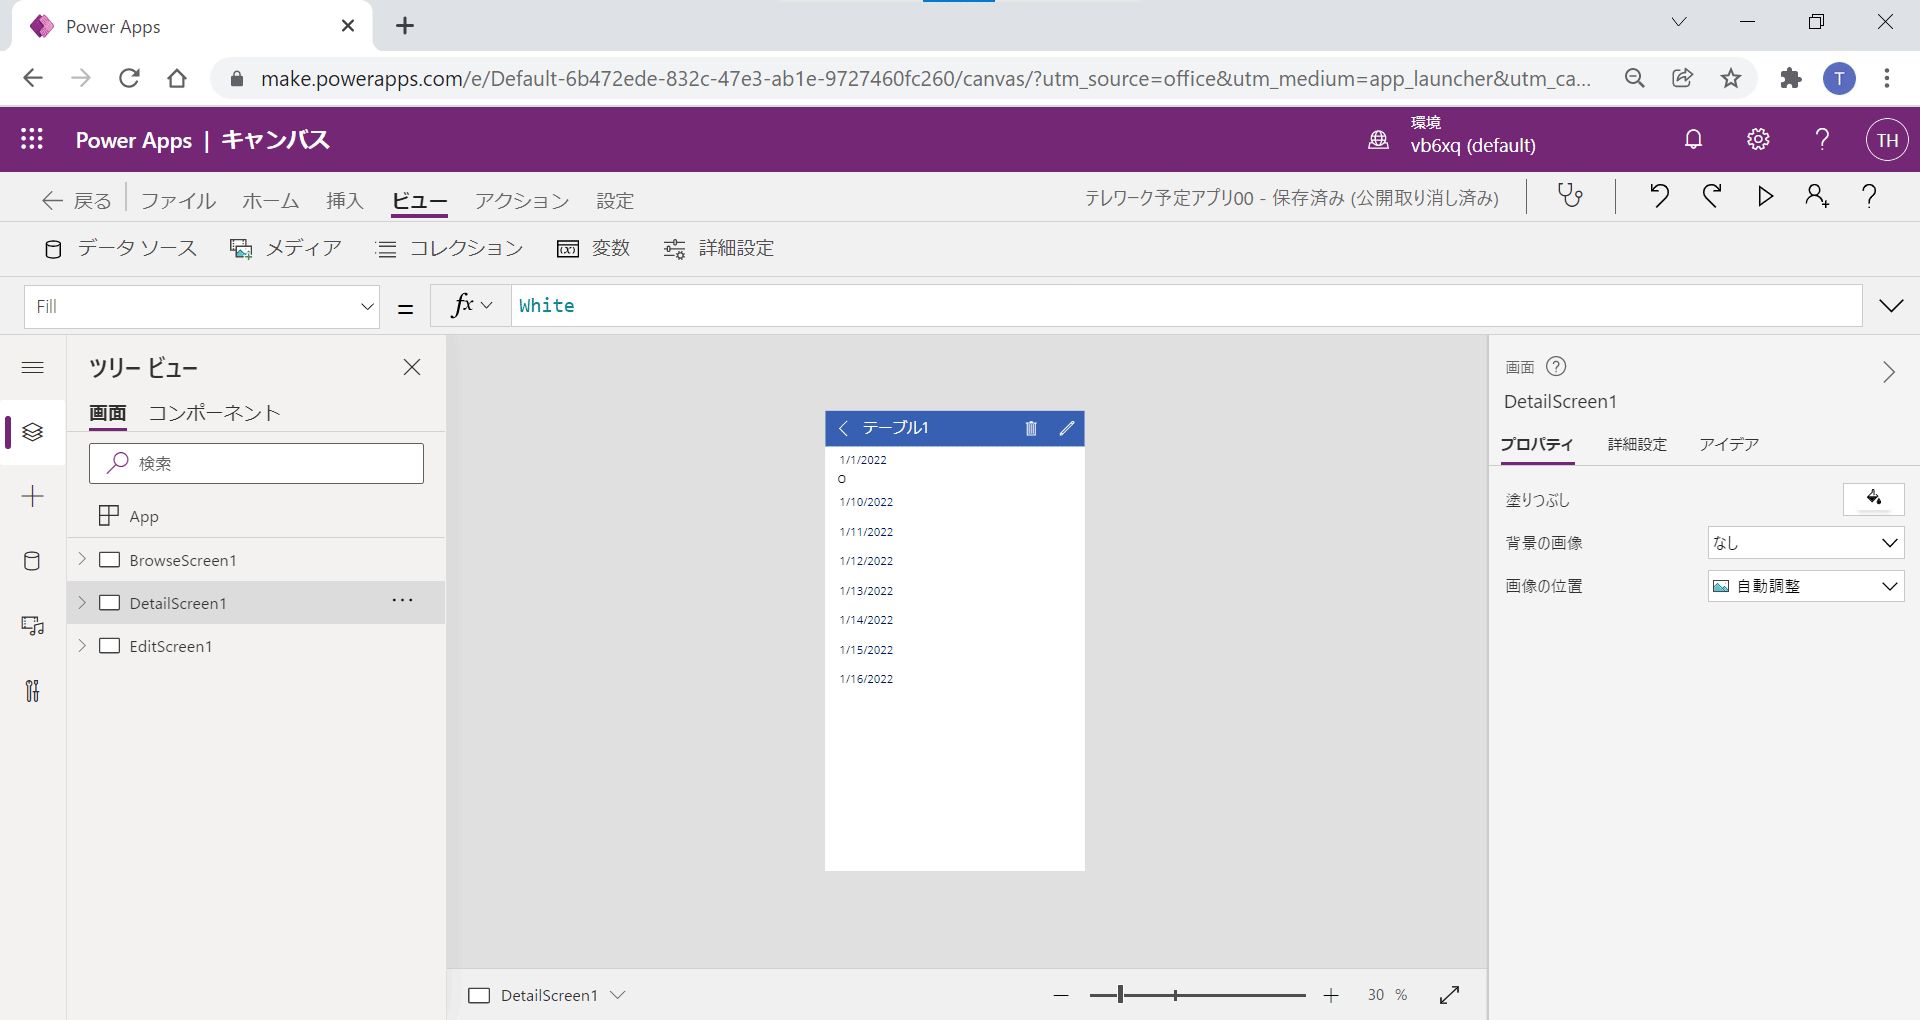 Power Apps
make.powerapps.com/e/Default-6b472ede-832c-47e3-ab1e-9727460fc260/canvas/?utm_source=office&utm_medium=app_launcher&utm_ca...
T
Power Apps | キャンバス
環境
vb6xq (default)
TH
戻る
ファイル
ホーム
挿入
ビュー
アクション
設定
テレワーク予定アプリ00 - 保存済み (公開取り消し済み)
データ ソース
メディア
コレクション
変数
詳細設定
Fill
=
fx
White
ツリー ビュー
画面
コンポーネント
検索
App
BrowseScreen1
DetailScreen1
EditScreen1
テーブル1
1/1/2022
O
1/10/2022
1/11/2022
1/12/2022
1/13/2022
1/14/2022
1/15/2022
1/16/2022
DetailScreen1
30 %
画面
DetailScreen1
プロパティ
詳細設定
アイデア
塗りつぶし
背景の画像
なし
画像の位置
自動調整